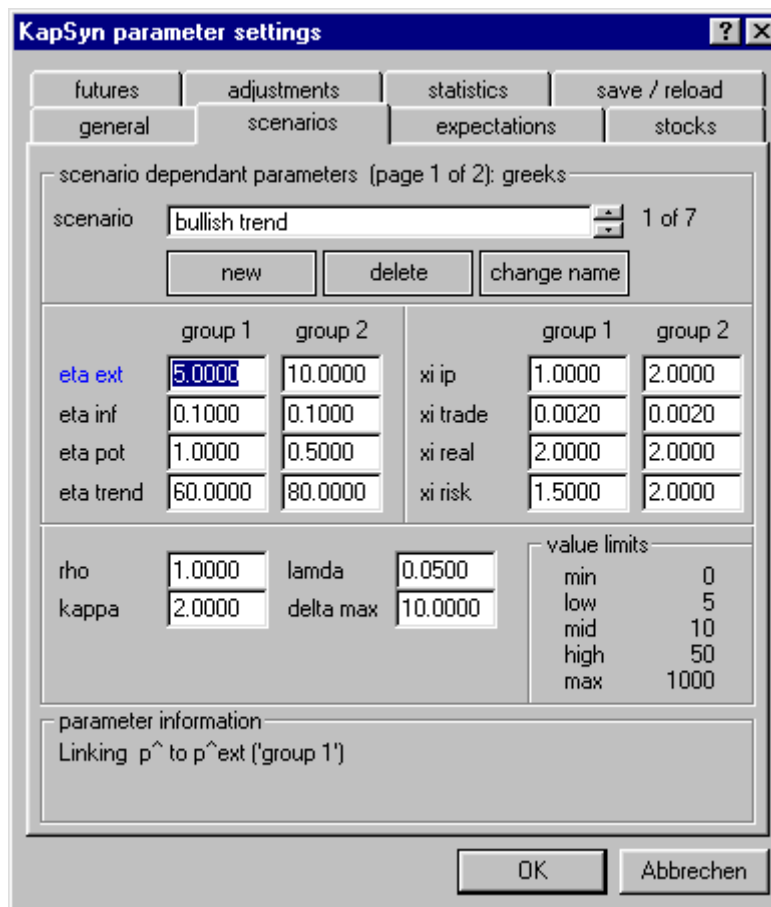 KapSyn parameter settings
futures adjustments statistics save / reload
general scenarios expectations stocks
scenario dependant parameters (page 1 of 2): greeks
scenario bullish trend 1 of 7
new delete change name
group 1 group 2 group 1 group 2
eta ext 5.0000 10.0000 xi ip 1.0000 2.0000
eta inf 0.1000 0.1000 xi trade 0.0020 0.0020
eta pot 1.0000 0.5000 xi real 2.0000 2.0000
eta trend 60.0000 80.0000 xi risk 1.5000 2.0000
rho 1.0000 lamda 0.0500
kappa 2.0000 delta max 10.0000
value limits
min 0
low 5
mid 10
high 50
max 1000
parameter information
Linking p^ to p^ext ('group 1')
OK Abbrechen